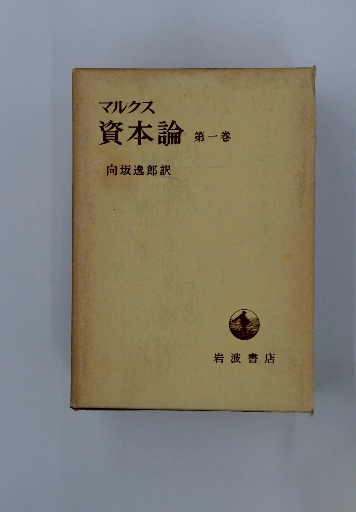 マルクス
資本論 第一巻
向坂逸郎訳
岩波書店